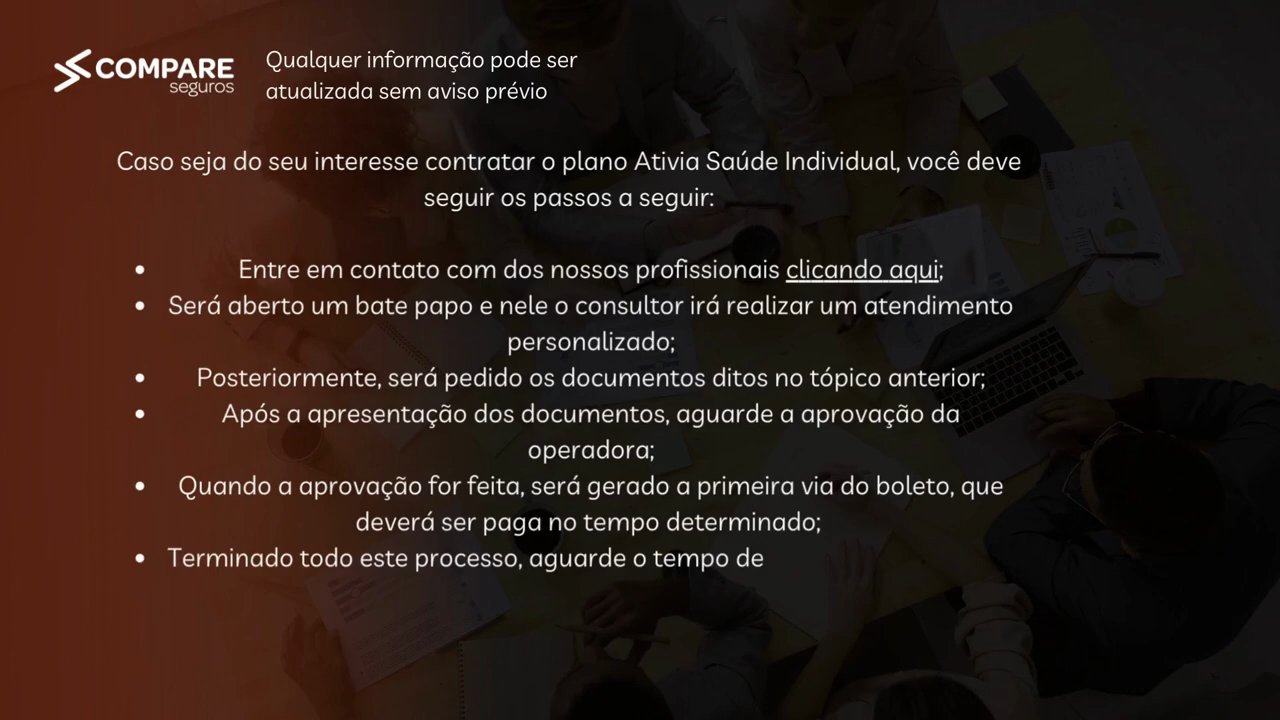 COMPARE
seguros
Qualquer informação pode ser
atualizada sem aviso prévio
Caso seja do seu interesse contratar o plano Ativia Saúde Individual, você deve
seguir os passos a seguir:
• Entre em contato com dos nossos profissionais clicando aqui;
• Será aberto um bate papo e nele o consultor irá realizar um atendimento
personalizado;
• Posteriormente, será pedido os documentos ditos no tópico anterior;
• Após a apresentação dos documentos, aguarde a aprovação da
operadora;
• Quando a aprovação for feita, será gerado a primeira via do boleto, que
deverá ser paga no tempo determinado;
• Terminado todo este processo, aguarde o tempo de